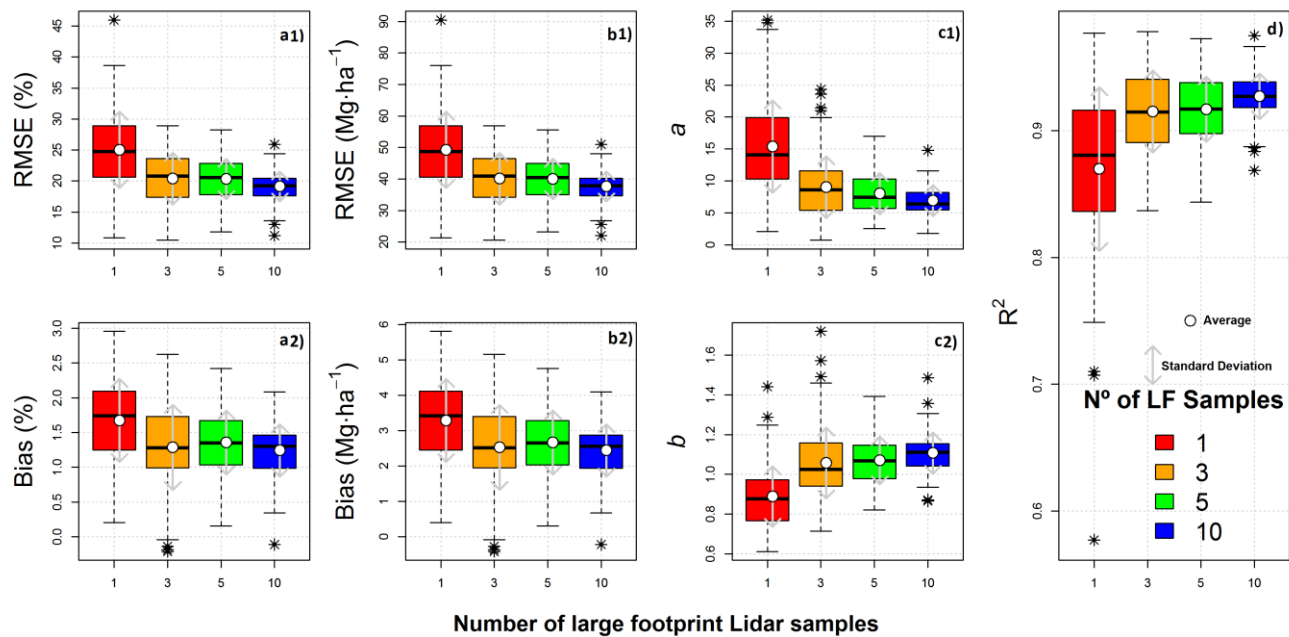 a1)
RMSE (%)
45
40
35
30
25
20
15
10
1 3 5 10
b1)
RMSE (Mg·ha⁻¹)
90
80
70
60
50
40
30
20
1 3 5 10
c1)
a
35
30
25
20
15
10
5
0
1 3 5 10
a2)
Bias (%)
3.0
2.5
2.0
1.5
1.0
0.5
0.0
1 3 5 10
b2)
Bias (Mg·ha⁻¹)
6
5
4
3
2
1
0
1 3 5 10
c2)
b
1.6
1.4
1.2
1.0
0.8
0.6
1 3 5 10
d)
R²
0.9
0.8
0.7
0.6
Average
Standard Deviation
Nº of LF Samples
1
3
5
10
1 3 5 10
Number of large footprint Lidar samples